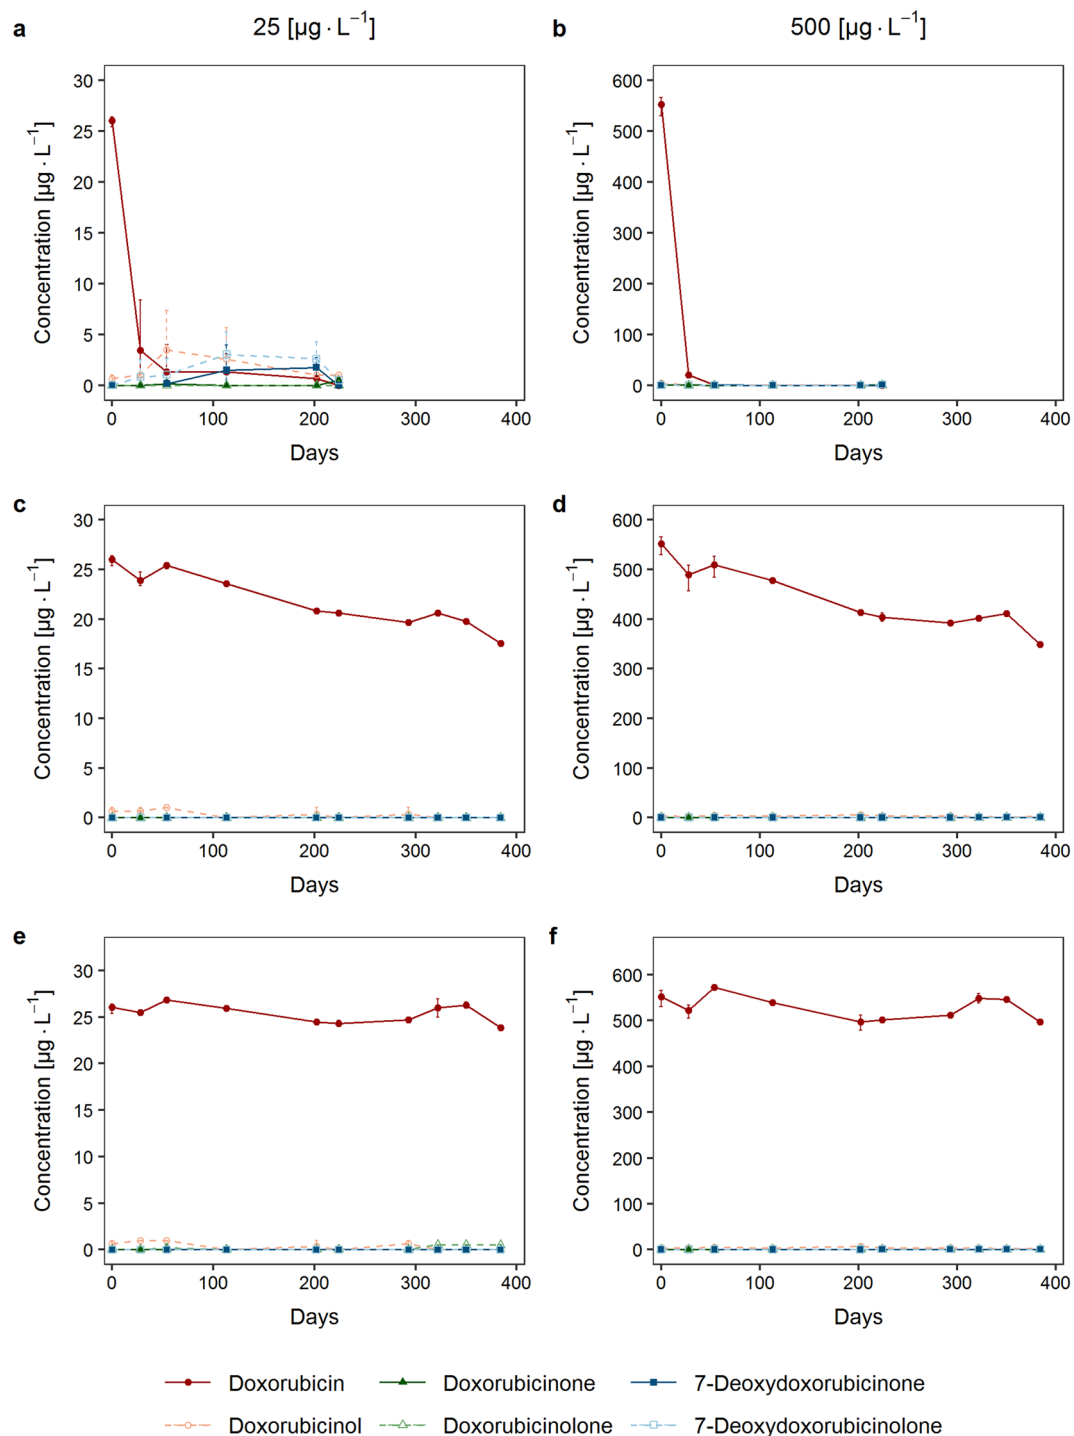 a 25 [µg · L⁻¹] b 500 [µg · L⁻¹]
Concentration [µg · L⁻¹]
30
25
20
15
10
5
0
0 100 200 300 400
Days
Concentration [µg · L⁻¹]
600
500
400
300
200
100
0
0 100 200 300 400
Days
c
Concentration [µg · L⁻¹]
30
25
20
15
10
5
0
0 100 200 300 400
Days
d
Concentration [µg · L⁻¹]
600
500
400
300
200
100
0
0 100 200 300 400
Days
e
Concentration [µg · L⁻¹]
30
25
20
15
10
5
0
0 100 200 300 400
Days
f
Concentration [µg · L⁻¹]
600
500
400
300
200
100
0
0 100 200 300 400
Days
Doxorubicin Doxorubicinone 7-Deoxydoxorubicinone
Doxorubicinol Doxorubicinolone 7-Deoxydoxorubicinolone